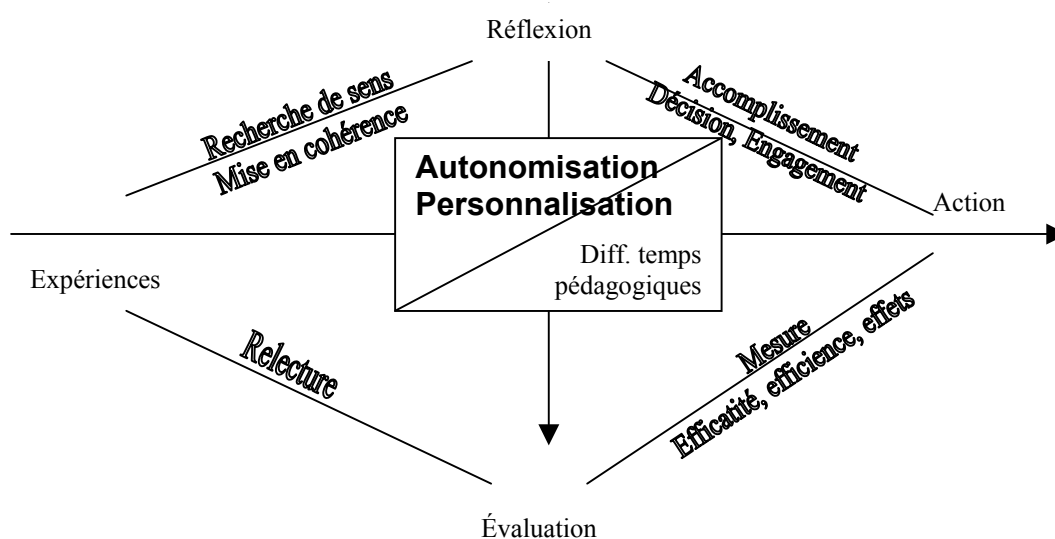 Réflexion
Recherche de sens
Mise en cohérence
Accomplissement
Décision, Engagement
Autonomisation
Personnalisation
Action
Diff. temps
pédagogiques
Expériences
Relecture
Mesure
Efficatité, efficience, effets
Évaluation